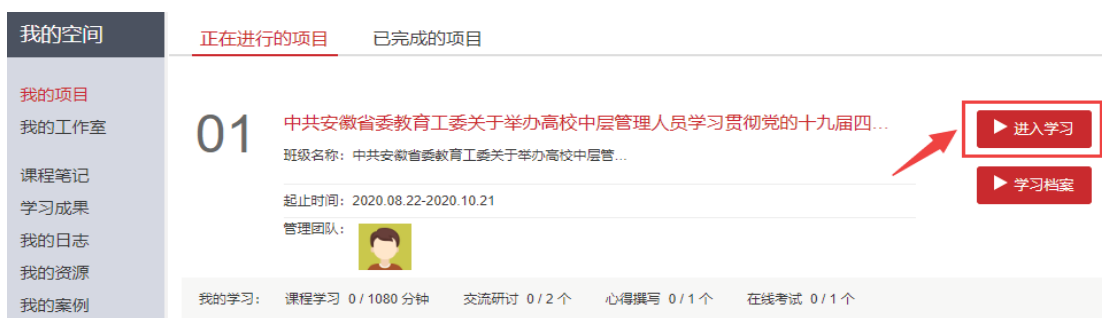 我的空间
正在进行的项目 已完成的项目
我的项目
我的工作室
课程笔记
学习成果
我的日志
我的资源
我的案例
01
中共安徽省委教育工委关于举办高校中层管理人员学习贯彻党的十九届四...
班级名称：中共安徽省委教育工委关于举办高校中层管...
起止时间：2020.08.22-2020.10.21
管理团队：
进入学习
学习档案
我的学习： 课程学习 0 / 1080 分钟 交流研讨 0 / 2 个 心得撰写 0 / 1 个 在线考试 0 / 1 个